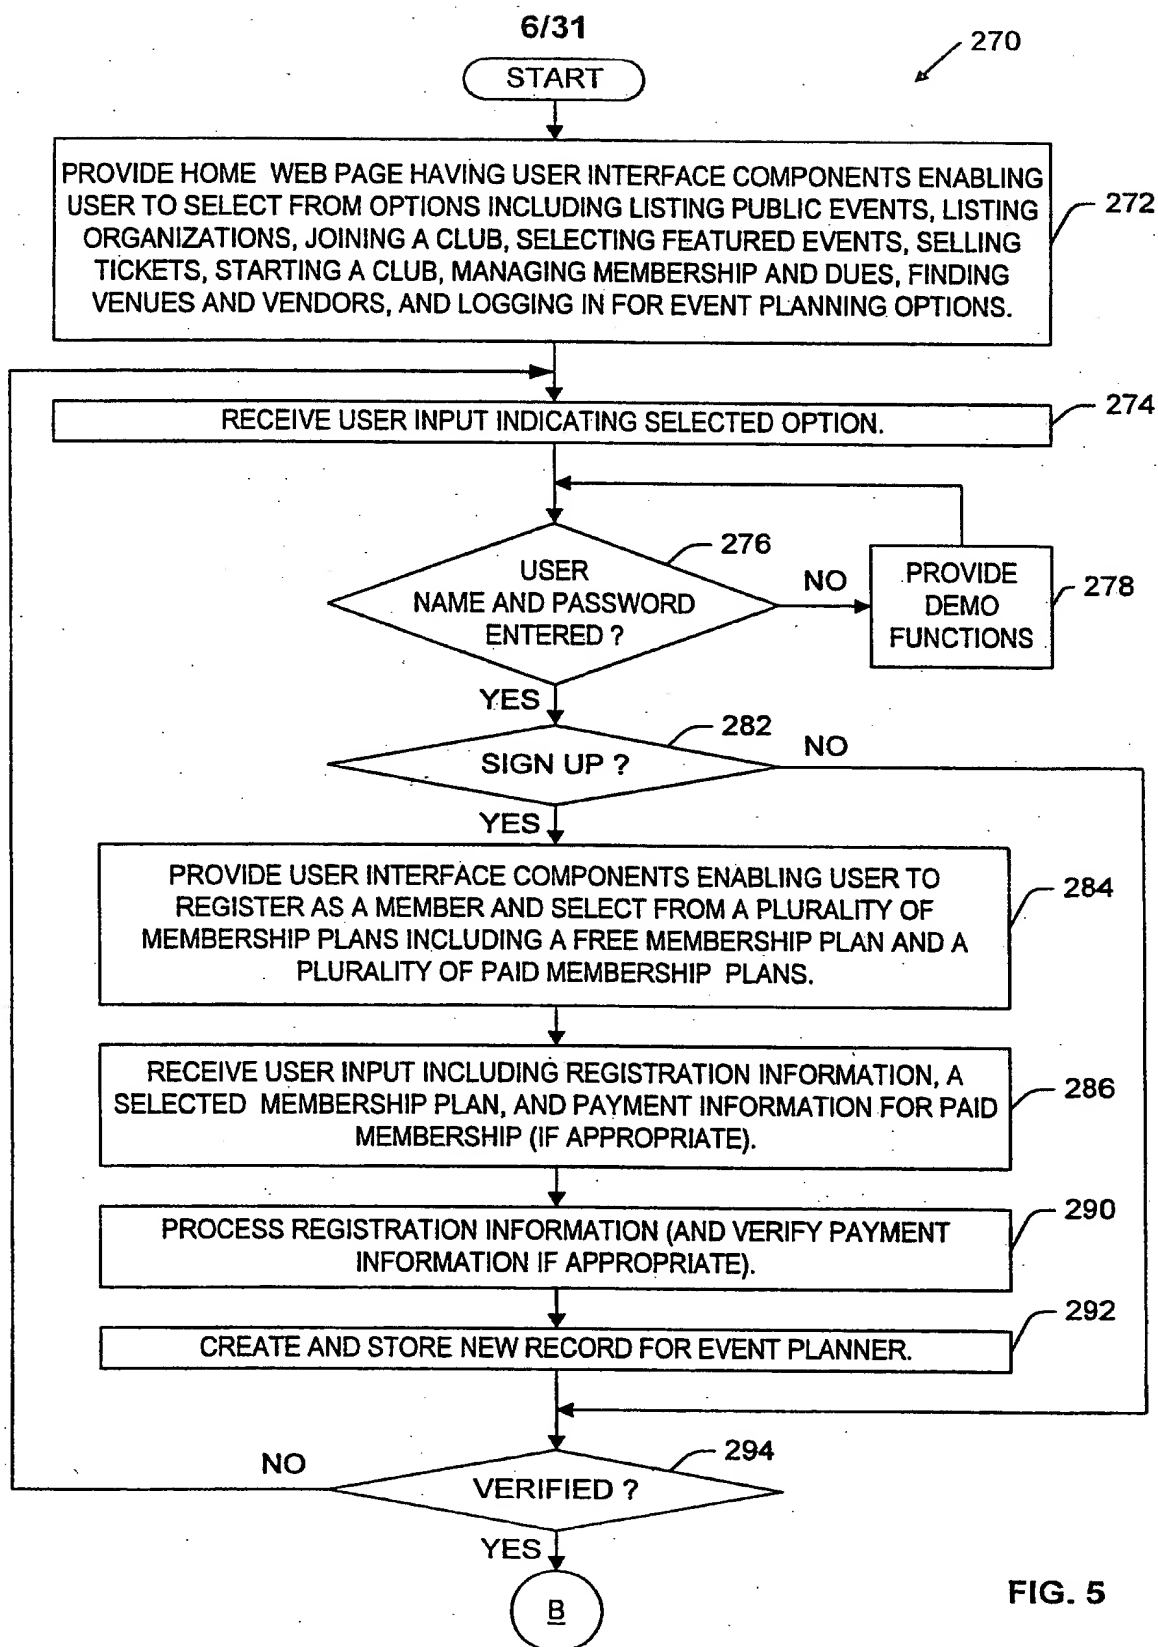 6/31
270
START
PROVIDE HOME WEB PAGE HAVING USER INTERFACE COMPONENTS ENABLING
USER TO SELECT FROM OPTIONS INCLUDING LISTING PUBLIC EVENTS, LISTING
ORGANIZATIONS, JOINING A CLUB, SELECTING FEATURED EVENTS, SELLING
TICKETS, STARTING A CLUB, MANAGING MEMBERSHIP AND DUES, FINDING
VENUES AND VENDORS, AND LOGGING IN FOR EVENT PLANNING OPTIONS.
272
RECEIVE USER INPUT INDICATING SELECTED OPTION.
274
USER
NAME AND PASSWORD
ENTERED ?
276
NO
PROVIDE
DEMO
FUNCTIONS
278
YES
SIGN UP ?
282
NO
YES
PROVIDE USER INTERFACE COMPONENTS ENABLING USER TO
REGISTER AS A MEMBER AND SELECT FROM A PLURALITY OF
MEMBERSHIP PLANS INCLUDING A FREE MEMBERSHIP PLAN AND A
PLURALITY OF PAID MEMBERSHIP PLANS.
284
RECEIVE USER INPUT INCLUDING REGISTRATION INFORMATION, A
SELECTED MEMBERSHIP PLAN, AND PAYMENT INFORMATION FOR PAID
MEMBERSHIP (IF APPROPRIATE).
286
PROCESS REGISTRATION INFORMATION (AND VERIFY PAYMENT
INFORMATION IF APPROPRIATE).
290
CREATE AND STORE NEW RECORD FOR EVENT PLANNER.
292
VERIFIED ?
294
NO
YES
B
FIG. 5